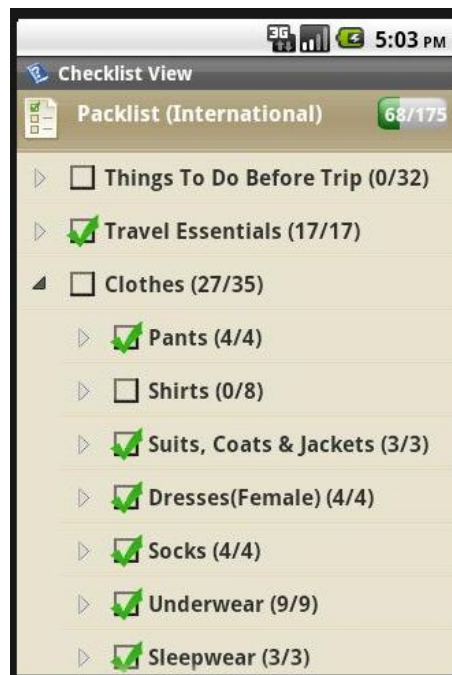 3G 5:03 PM
Checklist View
Packlist (International) 68/175
Things To Do Before Trip (0/32)
Travel Essentials (17/17)
Clothes (27/35)
Pants (4/4)
Shirts (0/8)
Suits, Coats & Jackets (3/3)
Dresses(Female) (4/4)
Socks (4/4)
Underwear (9/9)
Sleepwear (3/3)